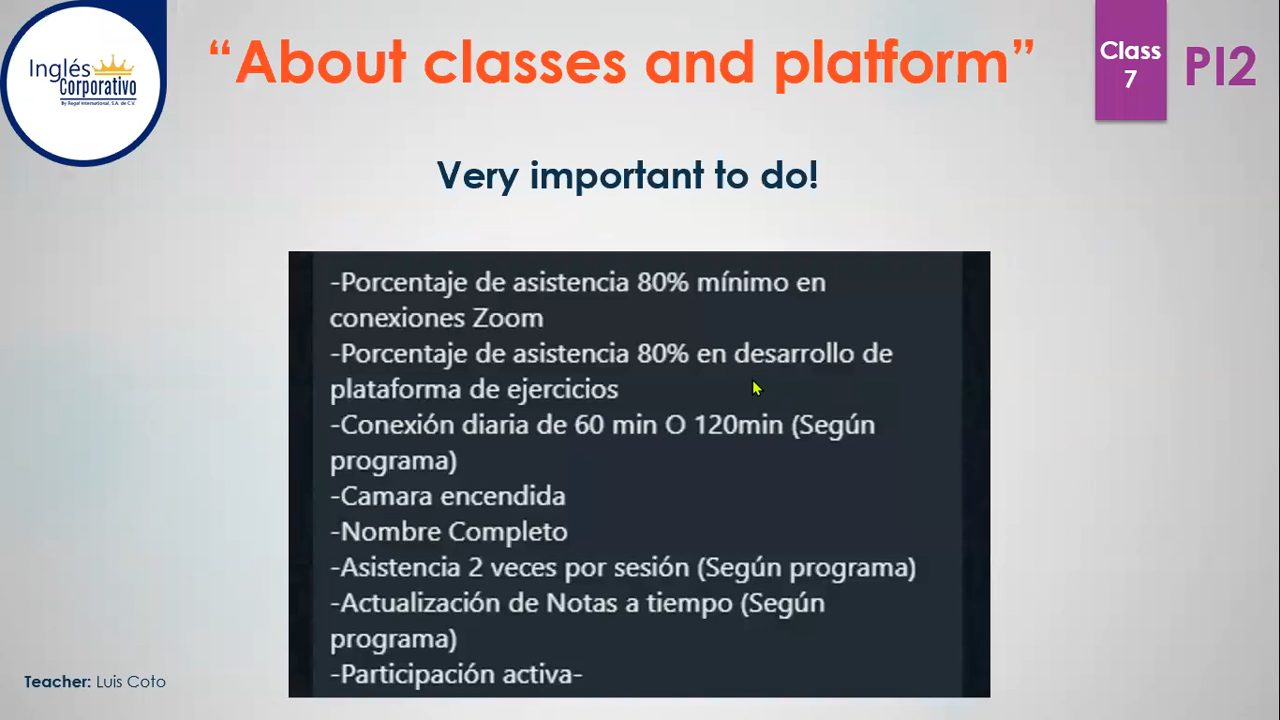 Inglés
Corporativo
By Regal International, S.A. de C.V.
“About classes and platform”
Class
7
PI2
Very important to do!
-Porcentaje de asistencia 80% mínimo en
conexiones Zoom
-Porcentaje de asistencia 80% en desarrollo de
plataforma de ejercicios
-Conexión diaria de 60 min O 120min (Según
programa)
-Camara encendida
-Nombre Completo
-Asistencia 2 veces por sesión (Según programa)
-Actualización de Notas a tiempo (Según
programa)
-Participación activa-
Teacher: Luis Coto